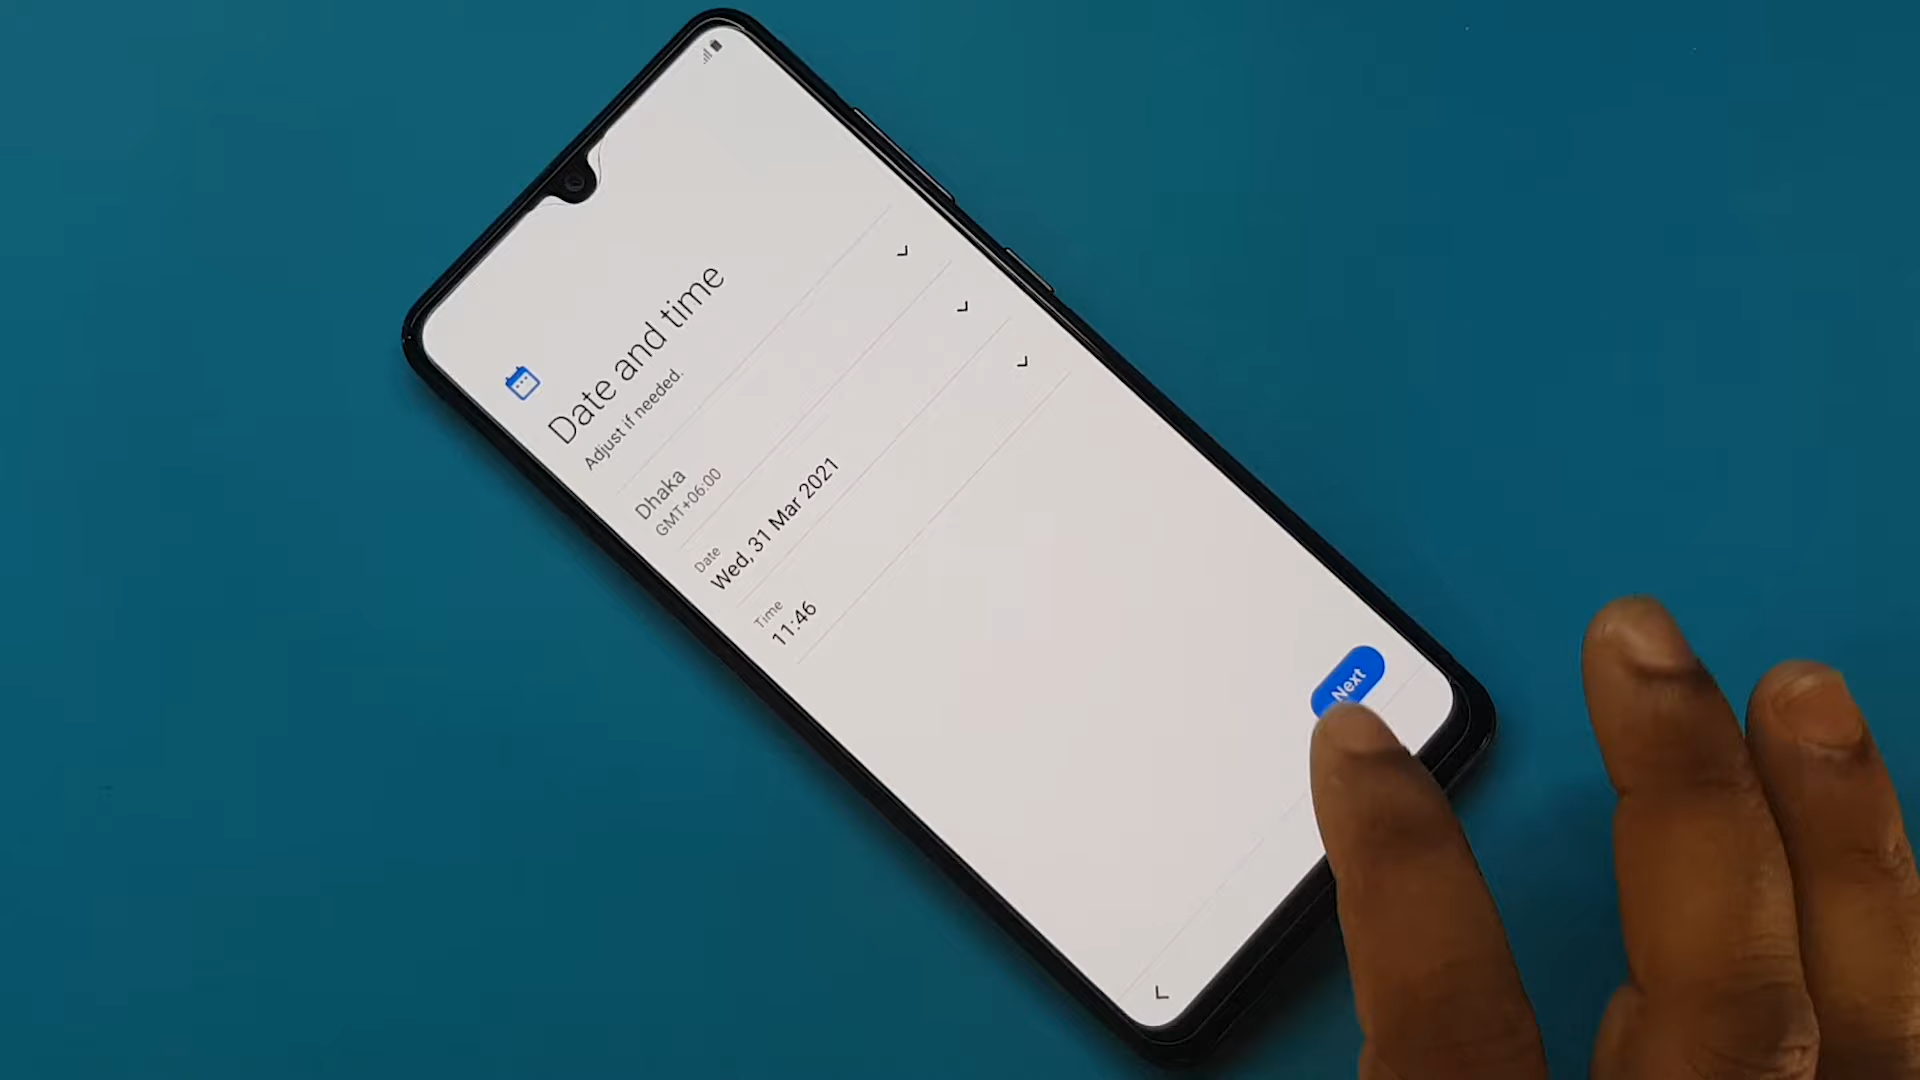 Date and time
Adjust if needed.
Dhaka
GMT+06:00
Date
Wed, 31 Mar 2021
Time
11:46
Next